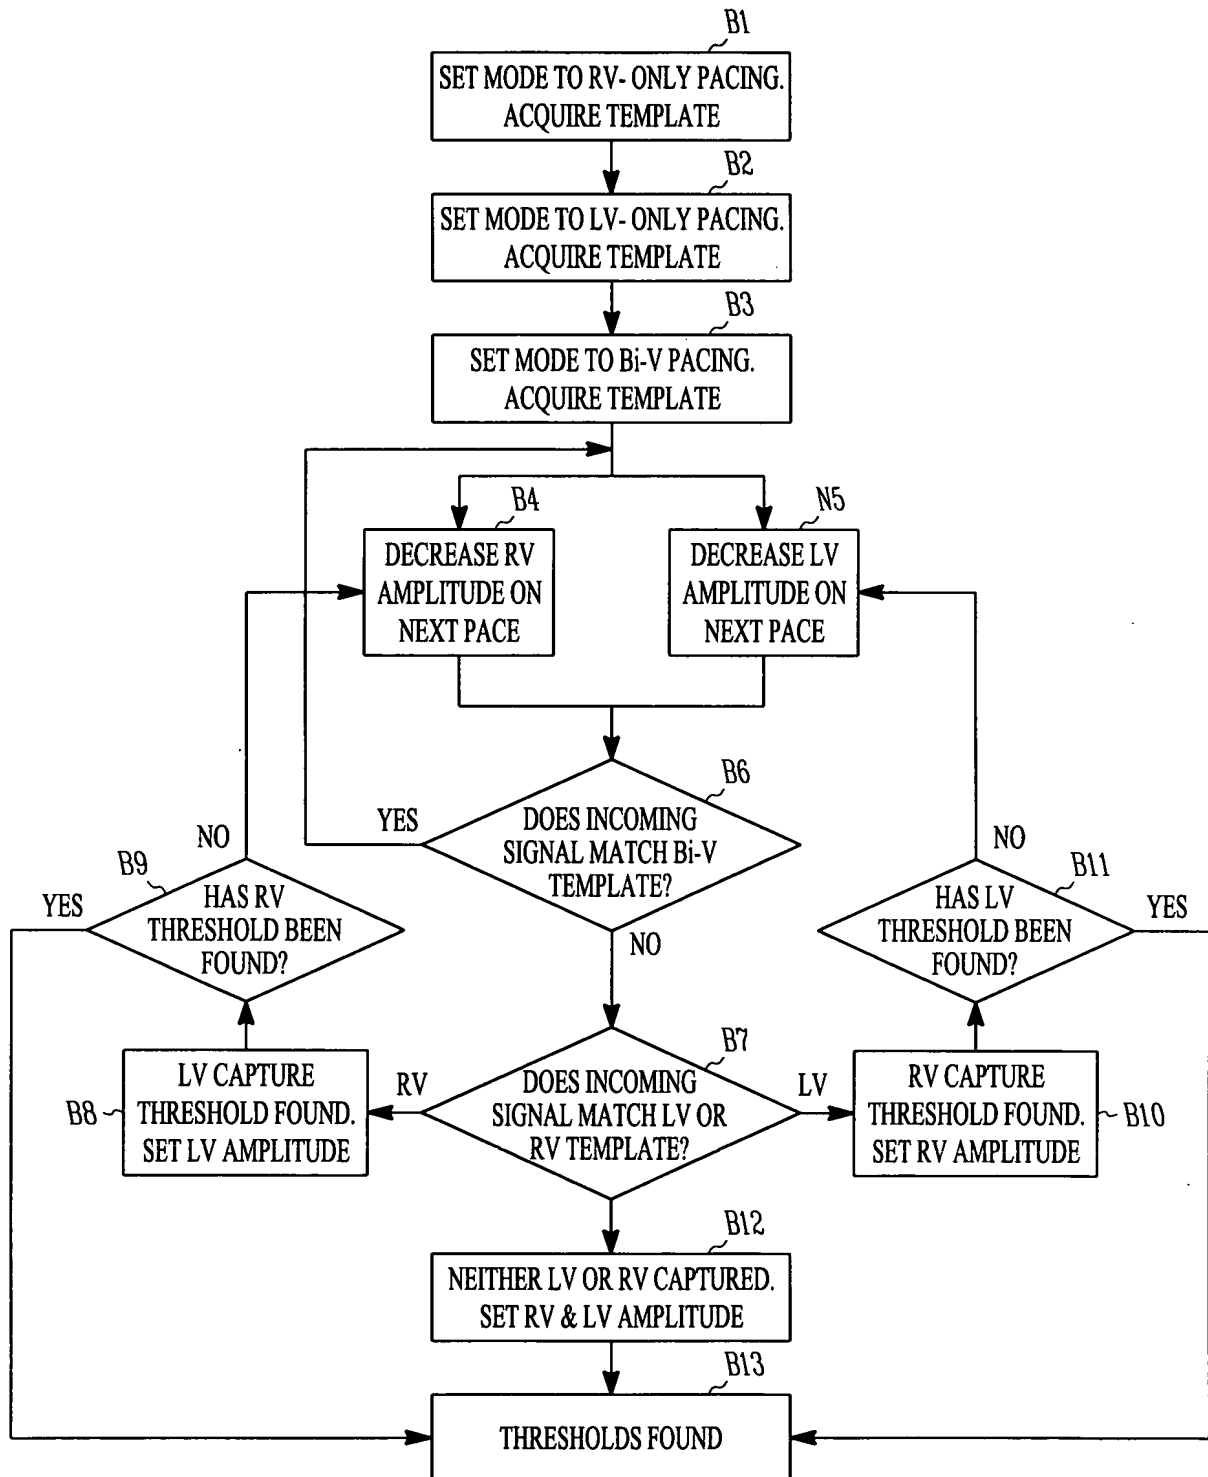 B1
SET MODE TO RV- ONLY PACING.
ACQUIRE TEMPLATE
B2
SET MODE TO LV- ONLY PACING.
ACQUIRE TEMPLATE
B3
SET MODE TO Bi-V PACING.
ACQUIRE TEMPLATE
B4
DECREASE RV
AMPLITUDE ON
NEXT PACE
N5
DECREASE LV
AMPLITUDE ON
NEXT PACE
B6
YES
DOES INCOMING
SIGNAL MATCH Bi-V
TEMPLATE?
NO
B9
NO
YES
HAS RV
THRESHOLD BEEN
FOUND?
NO
B11
YES
HAS LV
THRESHOLD BEEN
FOUND?
B7
DOES INCOMING
SIGNAL MATCH LV OR
RV TEMPLATE?
RV
LV
B8
LV CAPTURE
THRESHOLD FOUND.
SET LV AMPLITUDE
RV CAPTURE
THRESHOLD FOUND.
SET RV AMPLITUDE
B10
B12
NEITHER LV OR RV CAPTURED.
SET RV & LV AMPLITUDE
B13
THRESHOLDS FOUND